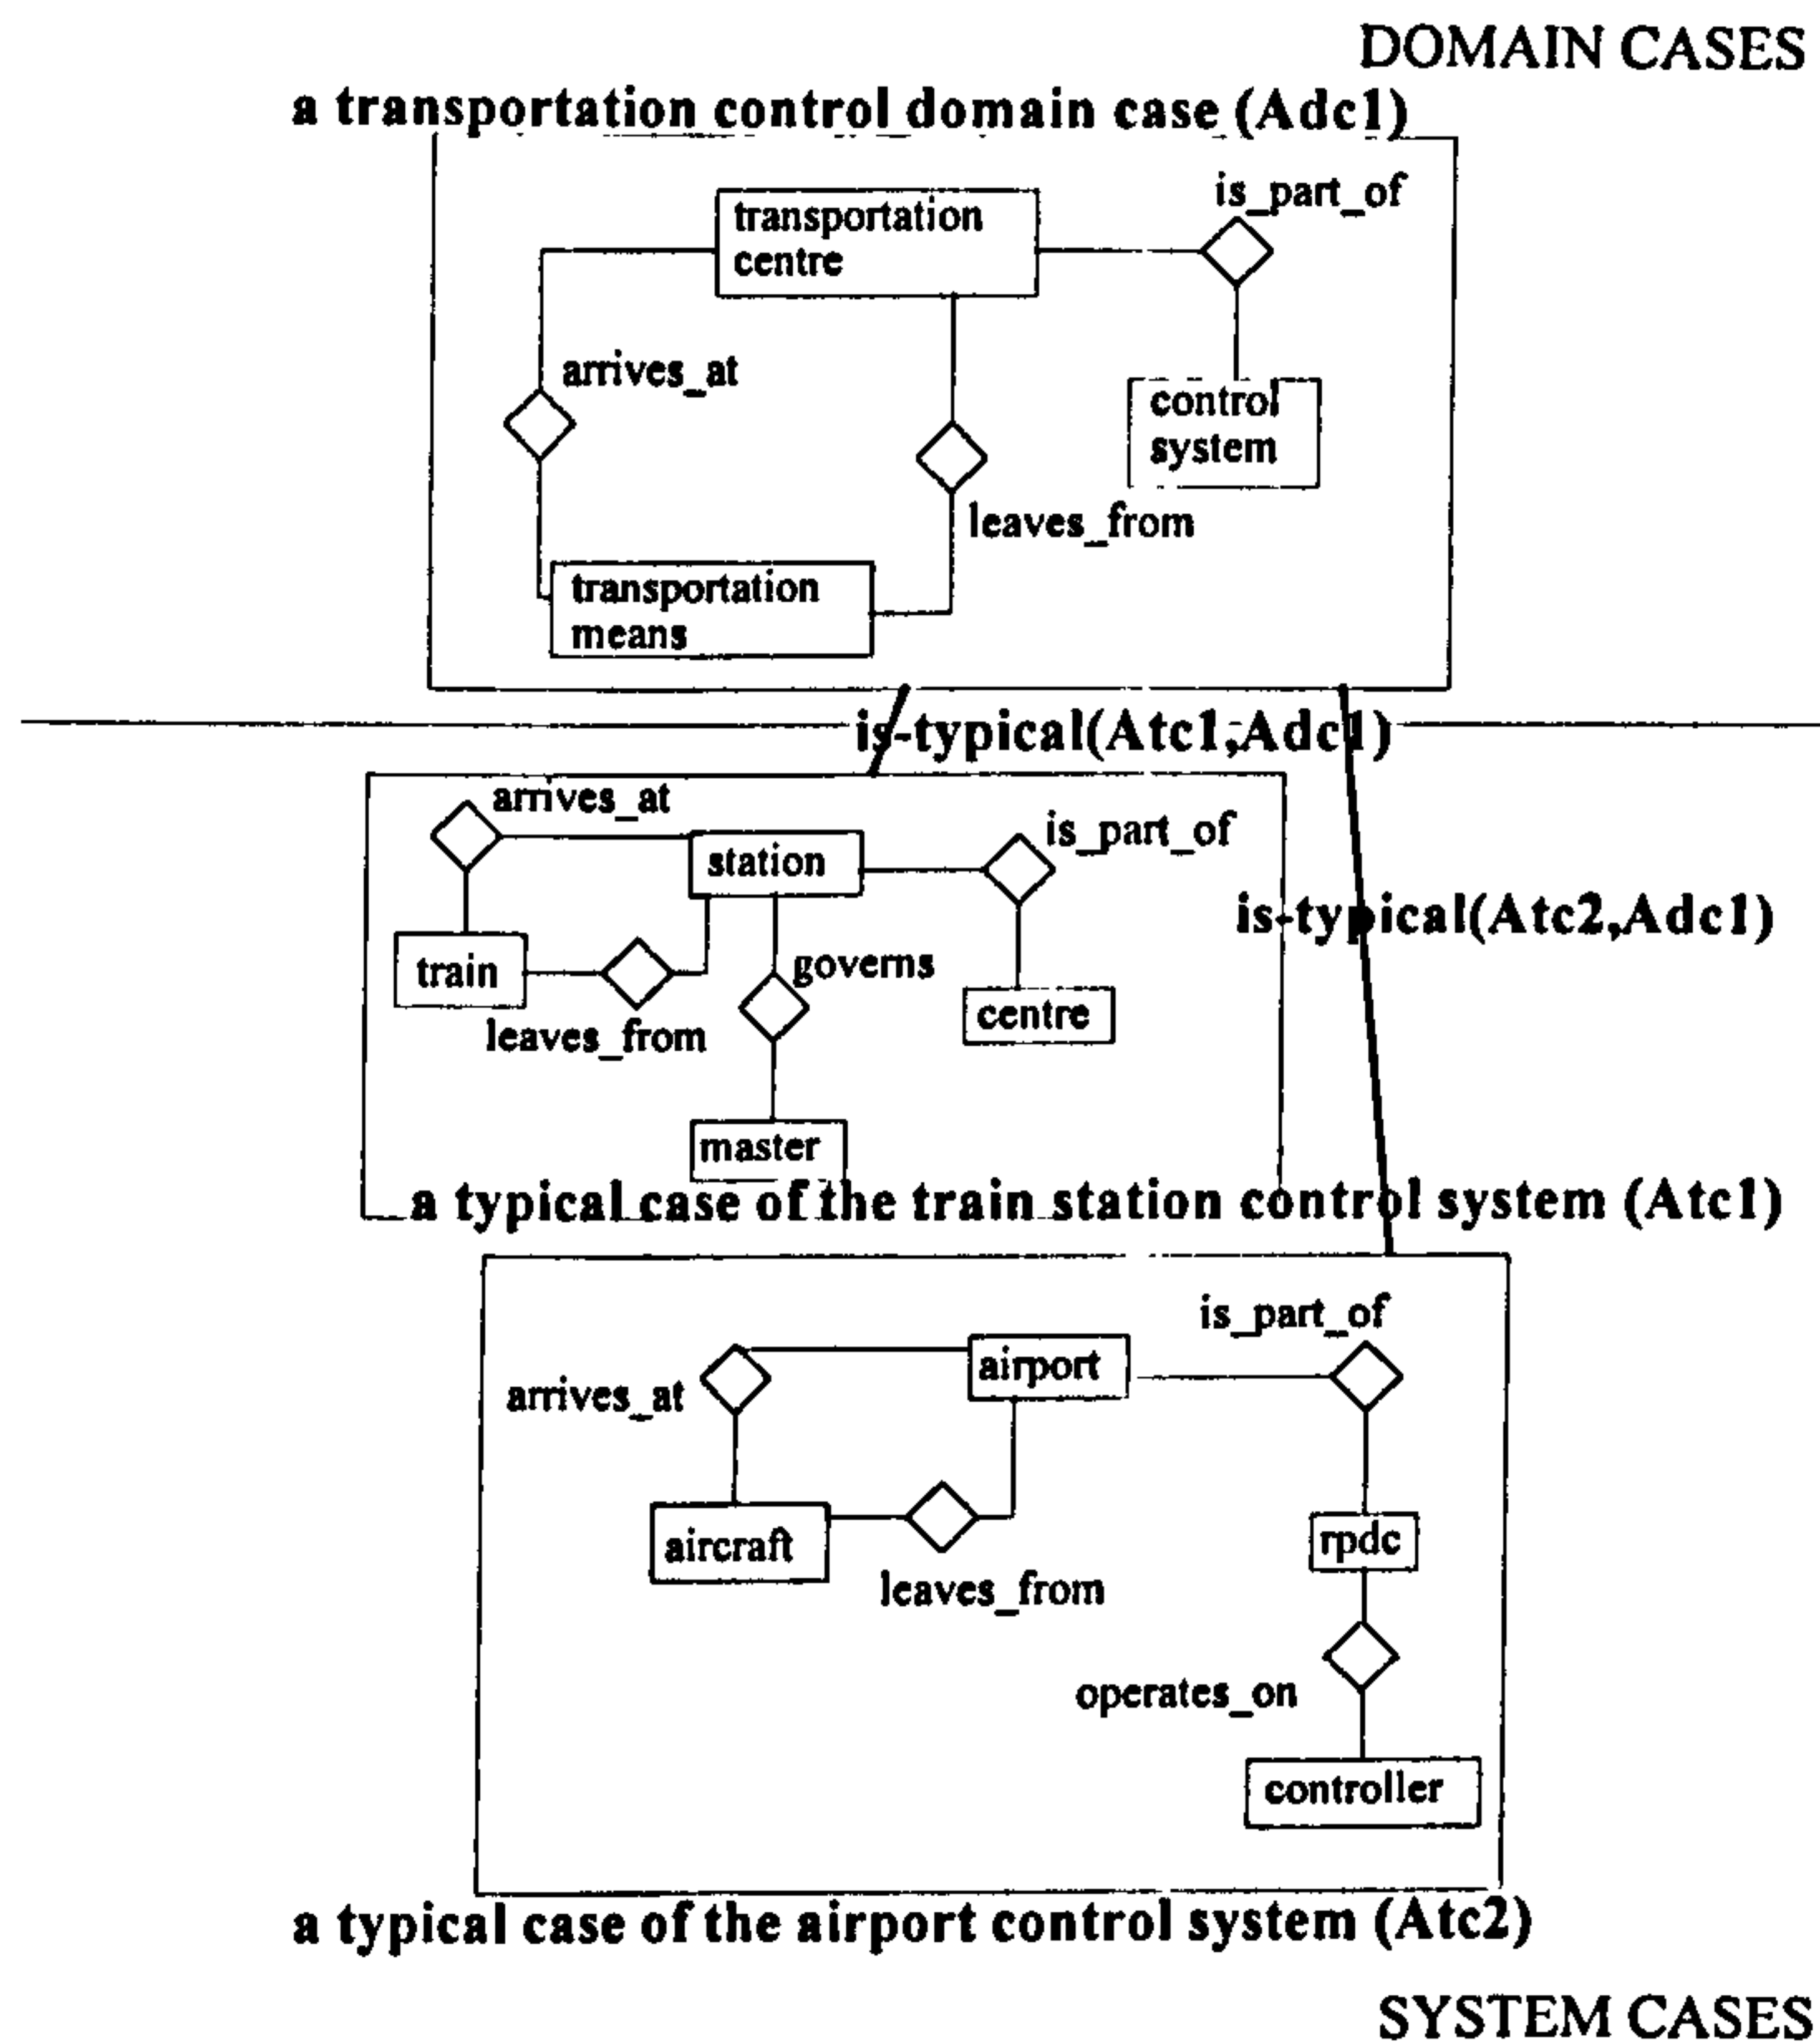 DOMAIN CASES
a transportation control domain case (Adc1)
is_part_of
transportation
centre
arrives_at
control
system
leaves_from
transportation
means
is-typical(Atc1,Adc1)
arrives_at
is_part_of
station
is-typical(Atc2,Adc1)
train
governs
centre
leaves_from
master
a typical case of the train station control system (Atc1)
is_part_of
airport
arrives_at
rpdc
aircraft
leaves_from
operates_on
controller
a typical case of the airport control system (Atc2)
SYSTEM CASES